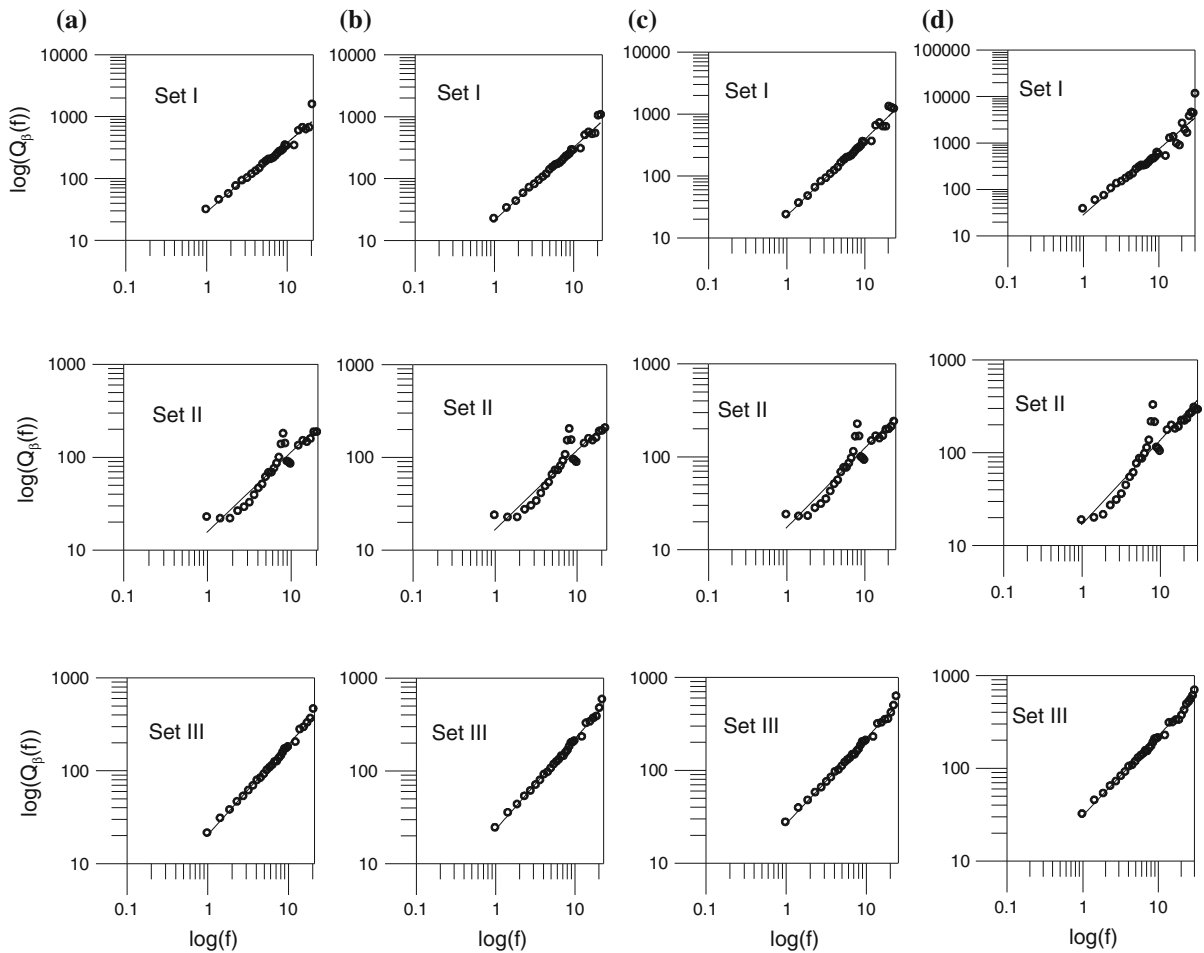 (a) (b) (c) (d)
10000 10000 10000 100000
1000 1000 1000 10000
100 100 100 1000
10 10 10 100
10
Set I Set I Set I Set I
log(Qβ(f))
0.1 1 10 0.1 1 10 0.1 1 10 0.1 1 10
1000 1000 1000 1000
100 100 100 100
10 10 10 10
Set II Set II Set II Set II
log(Qβ(f))
0.1 1 10 0.1 1 10 0.1 1 10 0.1 1 10
1000 1000 1000 1000
100 100 100 100
10 10 10 10
Set III Set III Set III Set III
log(Qβ(f))
0.1 1 10 0.1 1 10 0.1 1 10 0.1 1 10
log(f) log(f) log(f) log(f)